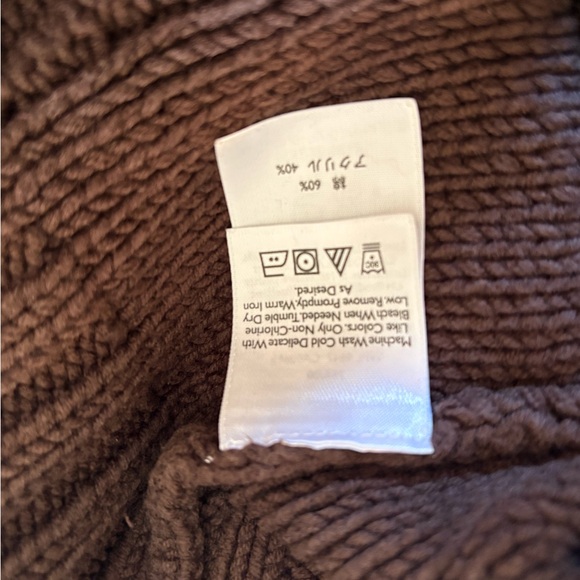 Machine Wash Cold Delicate With
Like Colors. Only Non-Chlorine
Bleach When Needed.Tumble Dry
Low. Remove Promptly.Warm Iron
As Desired.
綿 60%
アクリル 40%